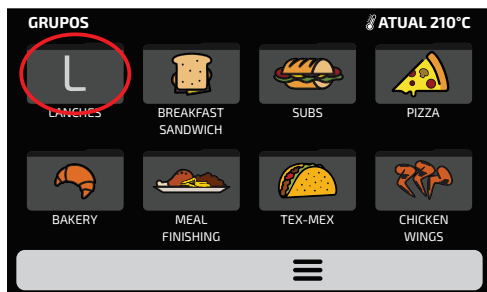 GRUPOS
ATUAL 210°C
L
LANCHES
BREAKFAST
SANDWICH
SUBS
PIZZA
BAKERY
MEAL
FINISHING
TEX-MEX
CHICKEN
WINGS